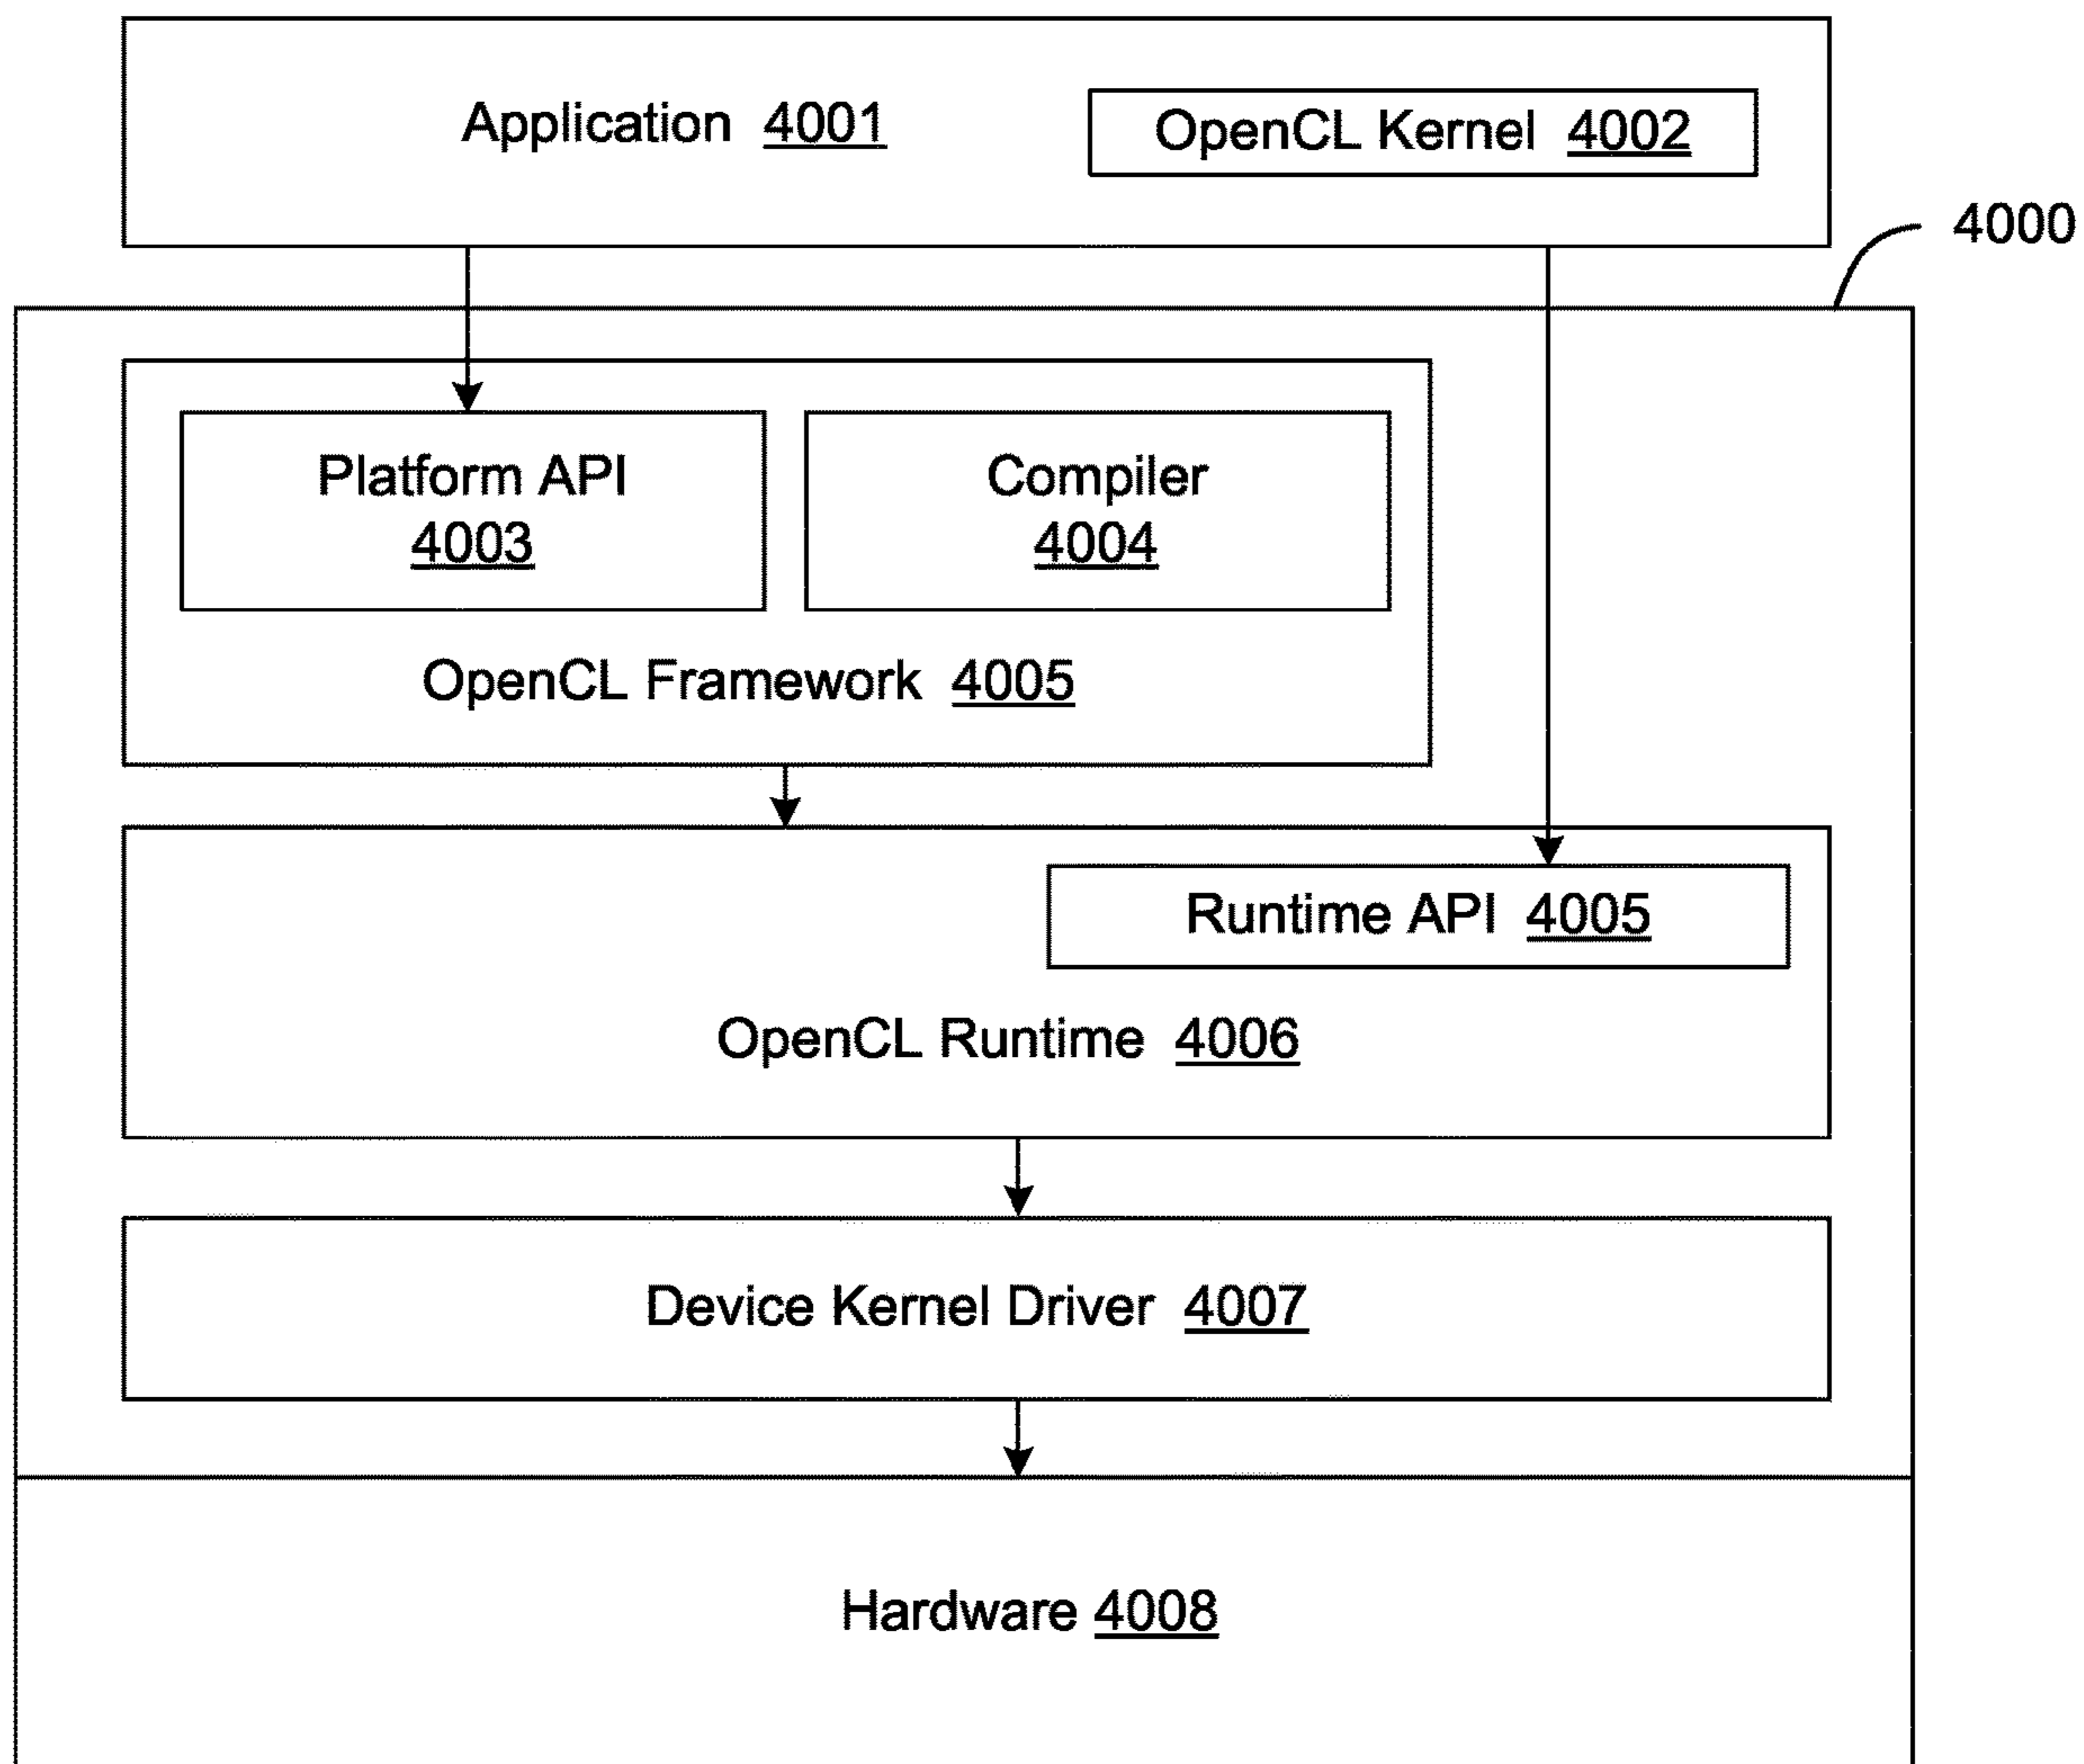 Application 4001
OpenCL Kernel 4002
4000
Platform API
4003
Compiler
4004
OpenCL Framework 4005
Runtime API 4005
OpenCL Runtime 4006
Device Kernel Driver 4007
Hardware 4008